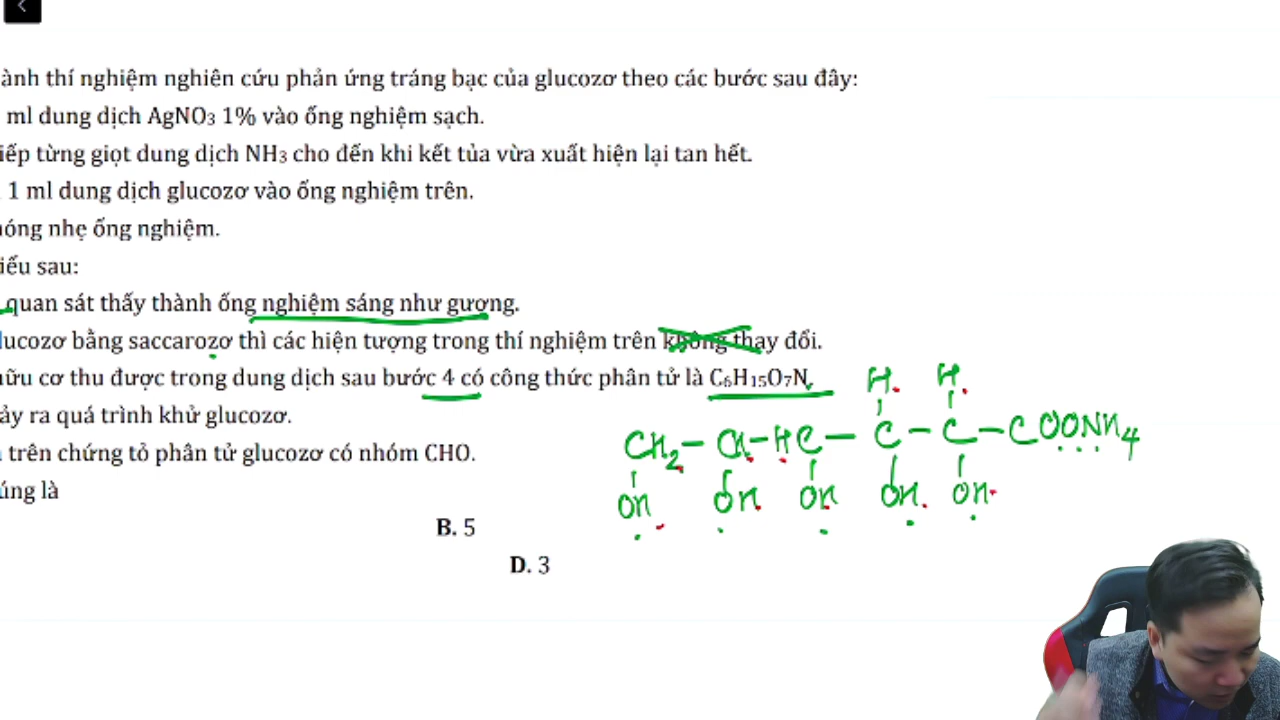 ành thí nghiệm nghiên cứu phản ứng tráng bạc của glucozơ theo các bước sau đây:
ml dung dịch AgNO₃ 1% vào ống nghiệm sạch.
iếp từng giọt dung dịch NH₃ cho đến khi kết tủa vừa xuất hiện lại tan hết.
1 ml dung dịch glucozơ vào ống nghiệm trên.
óng nhẹ ống nghiệm.
iểu sau:
quan sát thấy thành ống nghiệm sáng như gương.
lucozơ bằng saccarozơ thì các hiện tượng trong thí nghiệm trên không thay đổi.
ữu cơ thu được trong dung dịch sau bước 4 có công thức phân tử là C₆H₁₅O₇N.
ảy ra quá trình khử glucozơ.
trên chứng tỏ phân tử glucozơ có nhóm CHO.
úng là
B. 5
D. 3
H H
CH₂ – CH – HC – C – C – COONH₄
OH OH OH OH OH